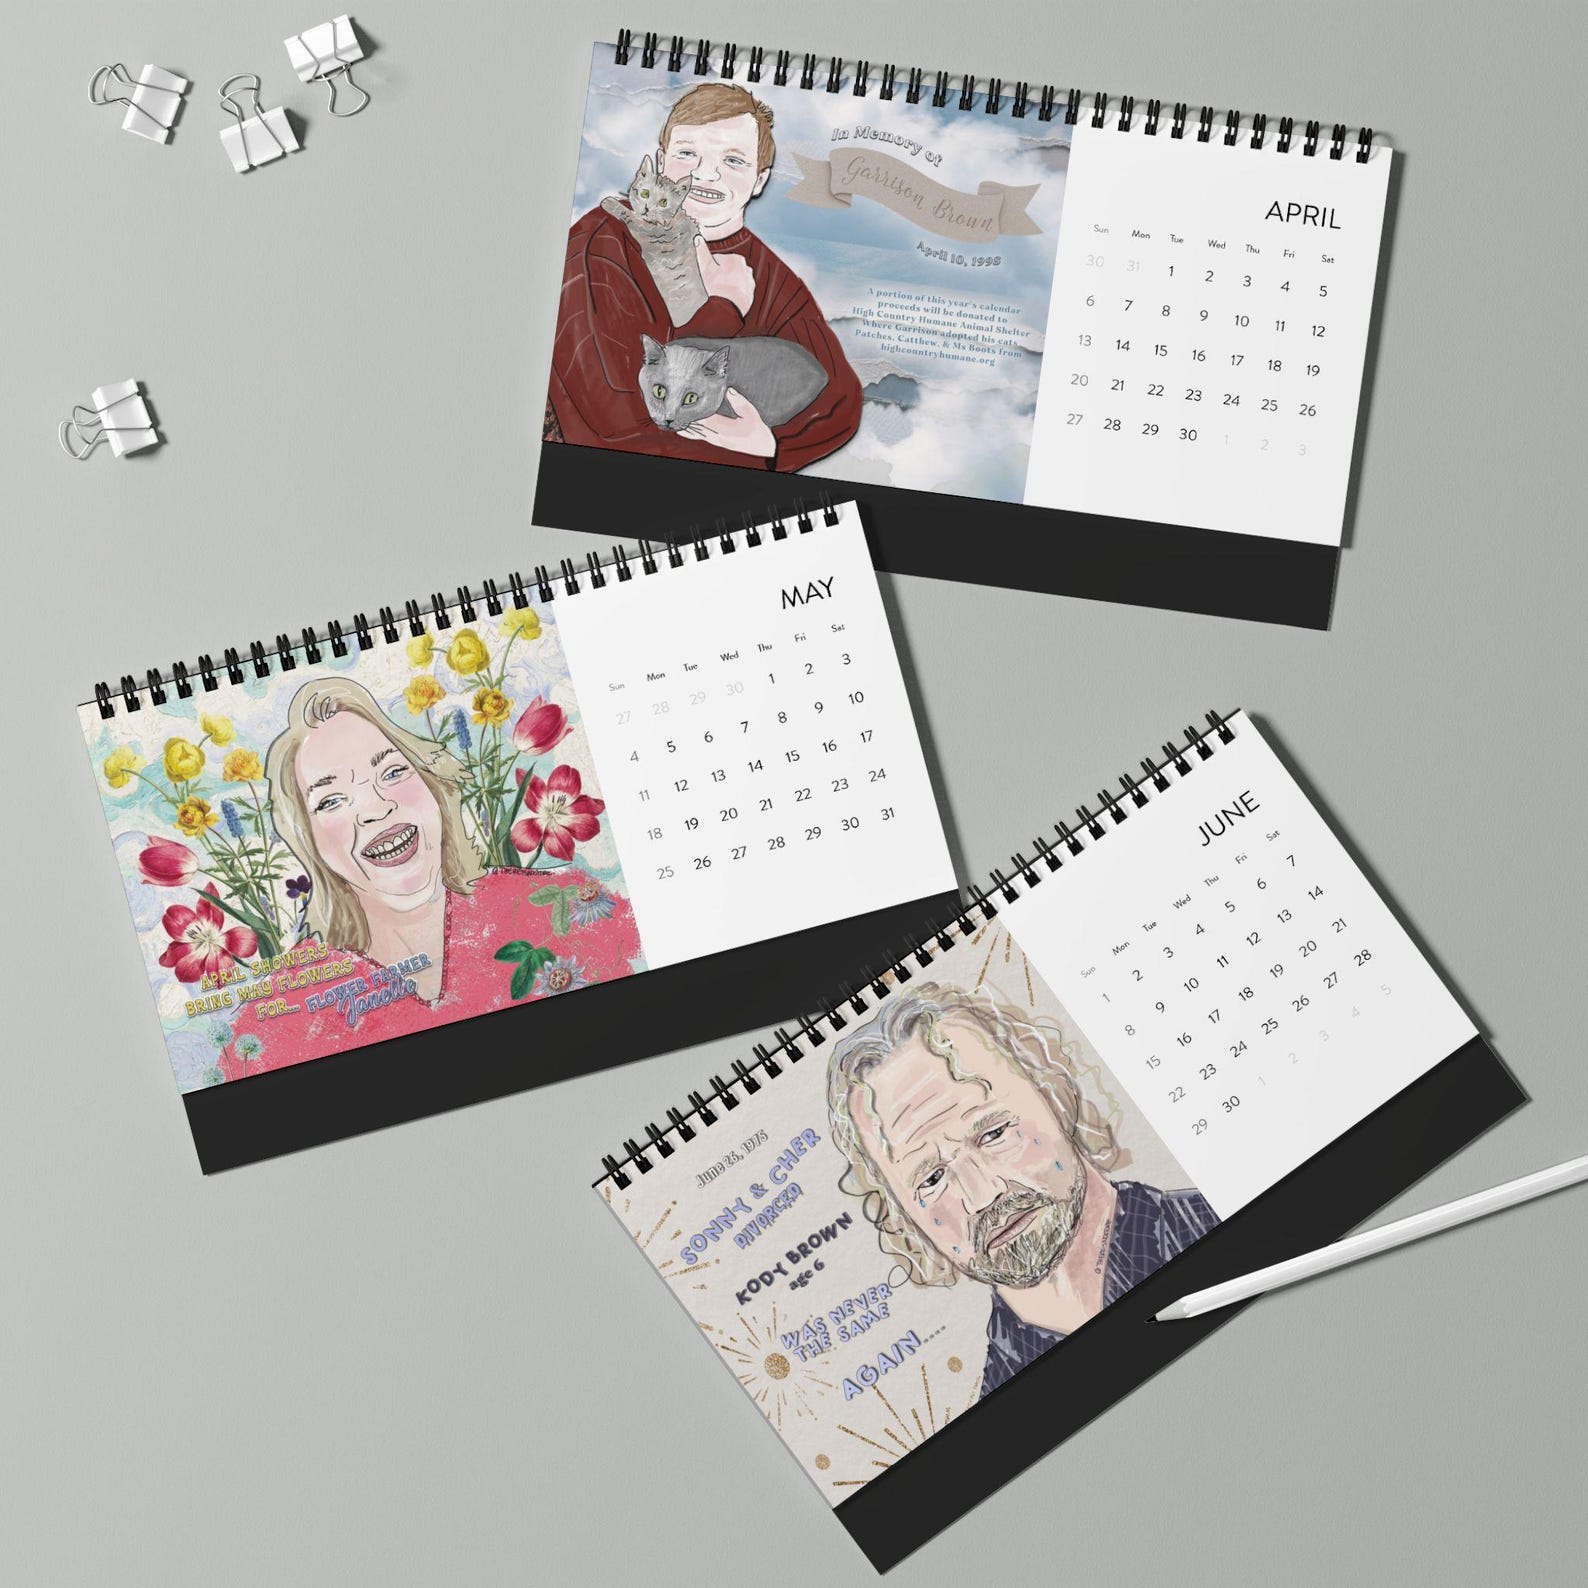 In Memory of
Garrison Brown
April 10, 1998
A portion of this year's calendar
proceeds will be donated to
High Country Humane Animal Shelter
Where Garrison adopted his cats
Patches, Catthew, & Ms Boots from
highcountryhumane.org
APRIL
Sun Mon Tue Wed Thu Fri Sat
30 31 1 2 3 4 5
6 7 8 9 10 11 12
13 14 15 16 17 18 19
20 21 22 23 24 25 26
27 28 29 30 1 2 3
APRIL SHOWERS
BRING MAY FLOWERS
FOR... FLOWER FARMER
Janelle
MAY
Sun Mon Tue Wed Thu Fri Sat
27 28 29 30 1 2 3
4 5 6 7 8 9 10
11 12 13 14 15 16 17
18 19 20 21 22 23 24
25 26 27 28 29 30 31
June 26, 1975
SONNY & CHER
DIVORCED
KODY BROWN
age 6
WAS NEVER
THE SAME
AGAIN....
JUNE
Sun Mon Tue Wed Thu Fri Sat
1 2 3 4 5 6 7
8 9 10 11 12 13 14
15 16 17 18 19 20 21
22 23 24 25 26 27 28
29 30 1 2 3 4 5